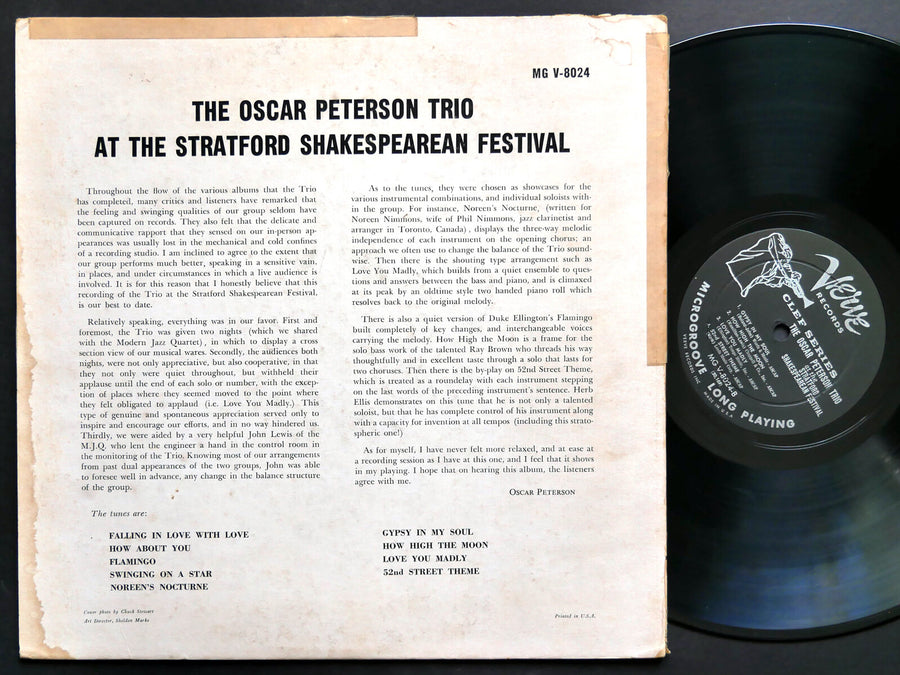 MG V-8024
THE OSCAR PETERSON TRIO
AT THE STRATFORD SHAKESPEAREAN FESTIVAL
Throughout the flow of the various albums that the Trio
has completed, many critics and listeners have remarked that
the feeling and swinging qualities of our group seldom have
been captured on records. They also felt that the delicate and
communicative rapport that they sensed on our in-person ap-
pearances was usually lost in the mechanical and cold confines
of a recording studio. I am inclined to agree to the extent that
our group performs much better, speaking in a sensitive vain,
in places, and under circumstances in which a live audience is
involved. It is for this reason that I honestly believe that this
recording of the Trio at the Stratford Shakespearean Festival,
is our best to date.
Relatively speaking, everything was in our favor. First and
foremost, the Trio was given two nights (which we shared
with the Modern Jazz Quartet), in which to display a cross
section view of our musical wares. Secondly, the audiences both
nights, were not only appreciative, but also cooperative, in that
they not only were quiet throughout, but withheld their
applause until the end of each solo or number, with the excep-
tion of places where they seemed moved to the point where
they felt obligated to applaud (i.e. Love You Madly.) This
type of genuine and spontaneous appreciation served only to
inspire and encourage our efforts, and in no way hindered us.
Thirdly, we were aided by a very helpful John Lewis of the
M.J.Q. who lent the engineer a hand in the control room in
the monitoring of the Trio. Knowing most of our arrangements
from past dual appearances of the two groups, John was able
to foresee well in advance, any change in the balance structure
of the group.
As to the tunes, they were chosen as showcases for the
various instrumental combinations, and individual soloists with-
in the group. For instance, Noreen's Nocturne, (written for
Noreen Nimmons, wife of Phil Nimmons, jazz clarinetist and
arranger in Toronto, Canada), displays the three-way melodic
independence of each instrument on the opening chorus; an
approach we often use to change the balance of the Trio sound-
wise. Then there is the shouting type arrangement such as
Love You Madly, which builds from a quiet ensemble to ques-
tions and answers between the bass and piano, and is climaxed
at its peak by an oldtime style two handed piano roll which
resolves back to the original melody.
There is also a quiet version of Duke Ellington's Flamingo
built completely of key changes, and interchangeable voices
carrying the melody. How High the Moon is a frame for the
solo bass work of the talented Ray Brown who threads his way
thoughtfully and in excellent taste through a solo that lasts for
two choruses. Then there is the by-play on 52nd Street Theme,
which is treated as a roundelay with each instrument stepping
on the last words of the preceding instrument's sentence. Herb
Ellis demonstrates on this tune that he is not only a talented
soloist, but that he has complete control of his instrument along
with a capacity for invention at all tempos (including this strato-
spheric one!)
As for myself, I have never felt more relaxed, and at ease at
a recording session as I have at this one, and I feel that it shows
in my playing. I hope that on hearing this album, the listeners
agree with me.
OSCAR PETERSON
The tunes are:
FALLING IN LOVE WITH LOVE
HOW ABOUT YOU
FLAMINGO
SWINGING ON A STAR
NOREEN'S NOCTURNE
GYPSY IN MY SOUL
HOW HIGH THE MOON
LOVE YOU MADLY
52nd STREET THEME
Cover photo by Chuck Stewart
Art Director, Sheldon Marks
Printed in U.S.A.
Verve
RECORDS
CLEF SERIES
THE OSCAR PETERSON TRIO
AT THE STRATFORD
SHAKESPEAREAN FESTIVAL
MG V-8024-B
MICROGROOVE LONG PLAYING
MADE IN U.S.A.